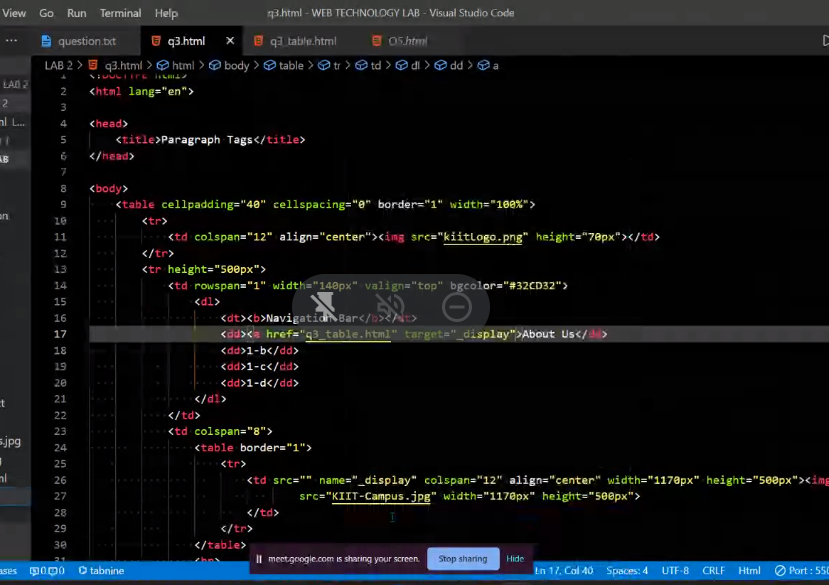 View Go Run Terminal Help q3.html - WEB TECHNOLOGY LAB - Visual Studio Code
··· question.txt q3.html × q3_table.html Q5.html
LAB 2 > q3.html > html > body > table > tr > td > dl > dd > a
1 <!DOCTYPE html>
2 <html lang="en">
3
4 <head>
5 <title>Paragraph Tags</title>
6 </head>
7
8 <body>
9 <table cellpadding="40" cellspacing="0" border="1" width="100%">
10 <tr>
11 <td colspan="12" align="center"><img src="kiitLogo.png" height="70px"></td>
12 </tr>
13 <tr height="500px">
14 <td rowspan="1" width="140px" valign="top" bgcolor="#32CD32">
15 <dl>
16 <dt><b>Navigation Bar</b></dt>
17 <dd><a href="q3_table.html" target="_display">About Us</dd>
18 <dd>1-b</dd>
19 <dd>1-c</dd>
20 <dd>1-d</dd>
21 </dl>
22 </td>
23 <td colspan="8">
24 <table border="1">
25 <tr>
26 <td src="" name="_display" colspan="12" align="center" width="1170px" height="500px"><img
27 src="KIIT-Campus.jpg" width="1170px" height="500px">
28 </td>
29 </tr>
30 </table>
31
LAB 2
2
meet.google.com is sharing your screen. Stop sharing Hide
0 0 tabnine Ln 17, Col 40 Spaces: 4 UTF-8 CRLF Html Port : 550